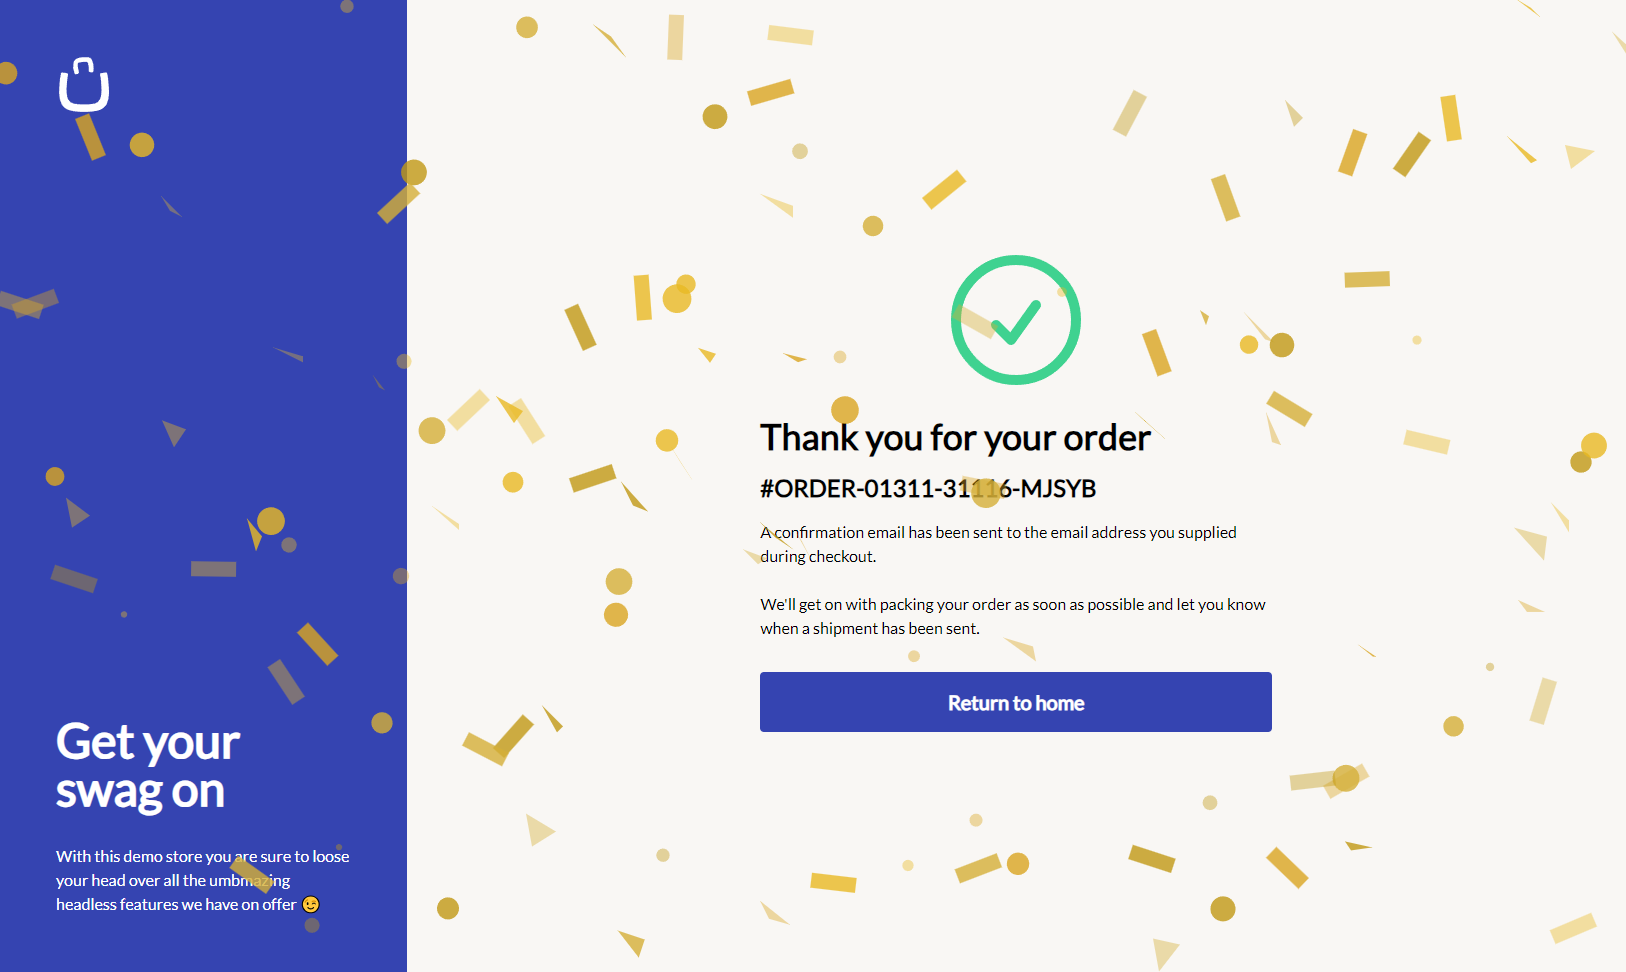 Get your
swag on
With this demo store you are sure to loose
your head over all the umbmazing
headless features we have on offer 😉
Thank you for your order
#ORDER-01311-31116-MJSYB
A confirmation email has been sent to the email address you supplied
during checkout.
We'll get on with packing your order as soon as possible and let you know
when a shipment has been sent.
Return to home